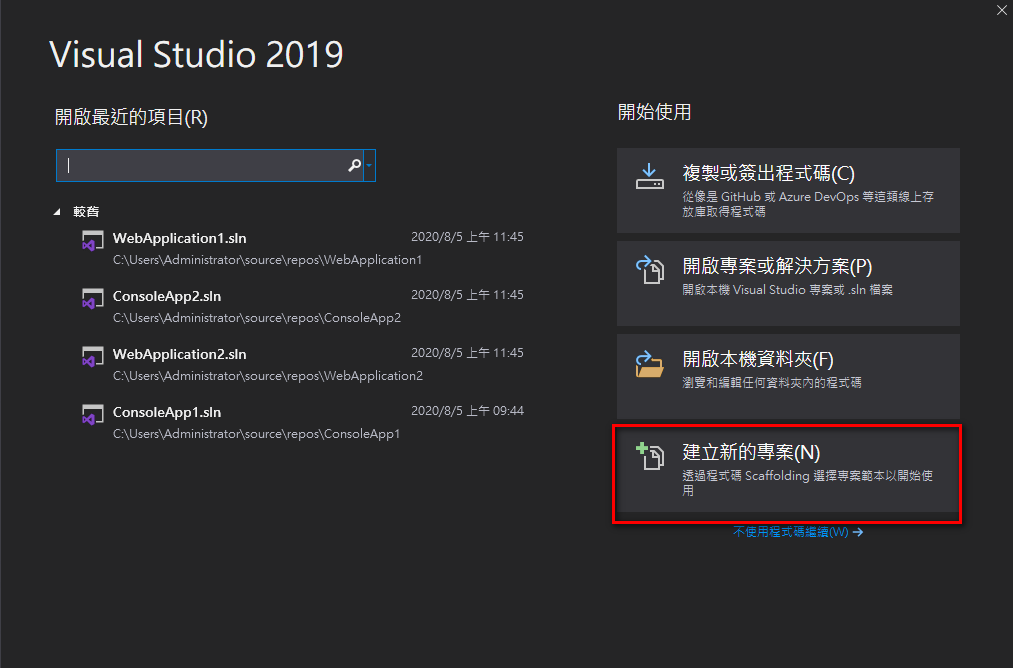 Visual Studio 2019
開啟最近的項目(R)
較舊
WebApplication1.sln
2020/8/5 上午 11:45
C:\Users\Administrator\source\repos\WebApplication1
ConsoleApp2.sln
2020/8/5 上午 11:45
C:\Users\Administrator\source\repos\ConsoleApp2
WebApplication2.sln
2020/8/5 上午 11:45
C:\Users\Administrator\source\repos\WebApplication2
ConsoleApp1.sln
2020/8/5 上午 09:44
C:\Users\Administrator\source\repos\ConsoleApp1
開始使用
複製或簽出程式碼(C)
從像是 GitHub 或 Azure DevOps 等這類線上存
放庫取得程式碼
開啟專案或解決方案(P)
開啟本機 Visual Studio 專案或 .sln 檔案
開啟本機資料夾(F)
瀏覽和編輯任何資料夾內的程式碼
建立新的專案(N)
透過程式碼 Scaffolding 選擇專案範本以開始使
用
不使用程式碼繼續(W) →